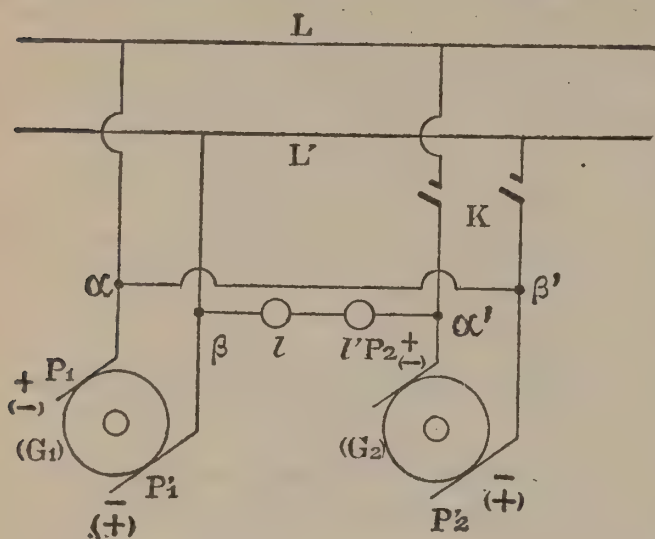 L
L'
K
α
β'
β
l
l'
P2
+
(-)
α'
+
(-)
P1
(G1)
P'1
-
(+)
(G2)
-
(+)
P'2